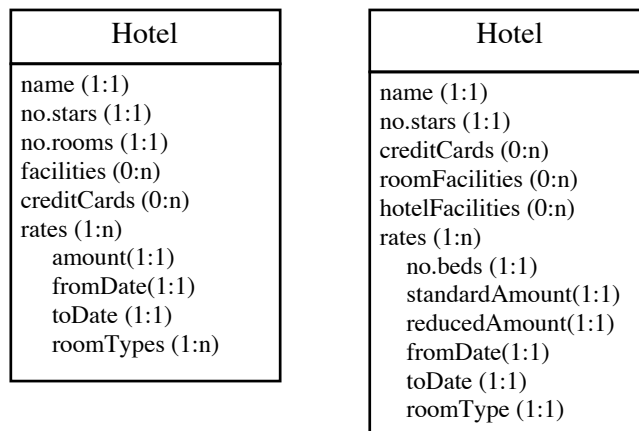 Hotel
name (1:1)
no.stars (1:1)
no.rooms (1:1)
facilities (0:n)
creditCards (0:n)
rates (1:n)
amount(1:1)
fromDate(1:1)
toDate (1:1)
roomTypes (1:n)
Hotel
name (1:1)
no.stars (1:1)
creditCards (0:n)
roomFacilities (0:n)
hotelFacilities (0:n)
rates (1:n)
no.beds (1:1)
standardAmount(1:1)
reducedAmount(1:1)
fromDate(1:1)
toDate (1:1)
roomType (1:1)